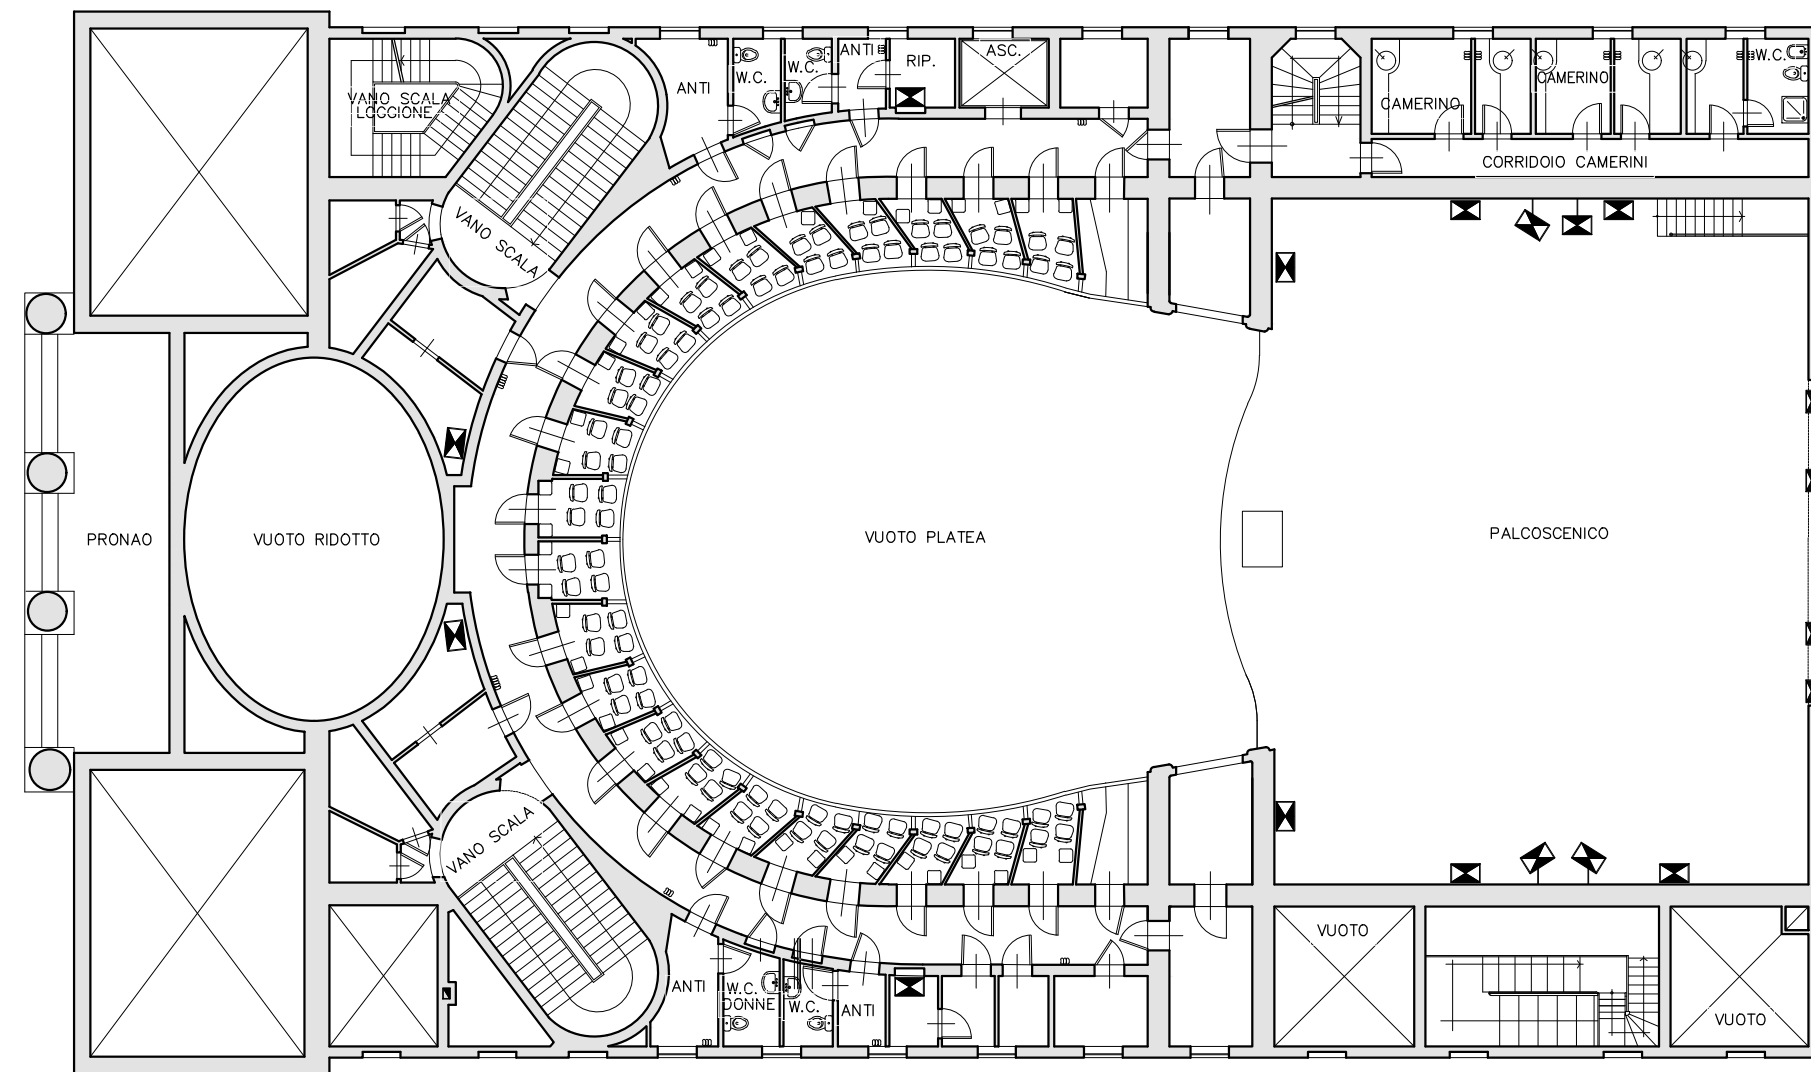 ANTI
W.C.
W.C.
ANTI
RIP.
ASC.
CAMERINO
CAMERINO
W.C.
VANO SCALA
LOGGIONE
CORRIDOIO CAMERINI
VANO SCALA
PRONAO
VUOTO RIDOTTO
VUOTO PLATEA
PALCOSCENICO
VANO SCALA
ANTI
W.C.
DONNE
W.C.
ANTI
VUOTO
VUOTO